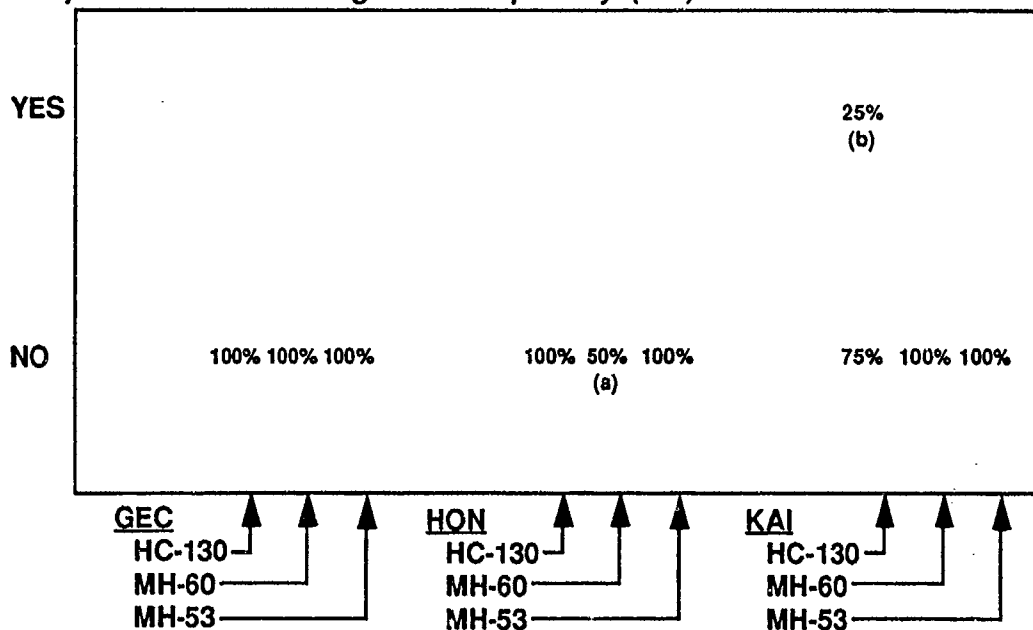 YES 25%
(b)
NO 100% 100% 100% 100% 50% 100% 75% 100% 100%
(a)
GEC HON KAI
HC-130 HC-130 HC-130
MH-60 MH-60 MH-60
MH-53 MH-53 MH-53